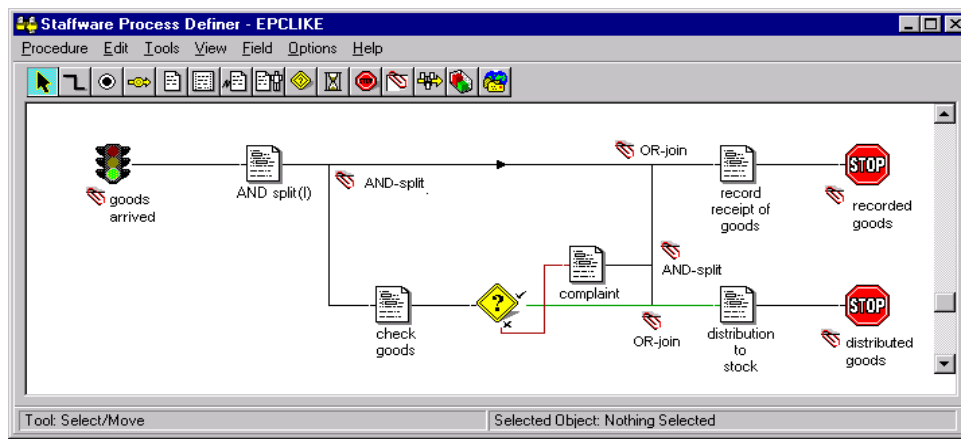 Staffware Process Definer - EPCLIKE
Procedure Edit Tools View Field Options Help
OR-join
STOP
AND split(I)
AND-split
.
goods
arrived
record
receipt of
goods
recorded
goods
AND-split
complaint
?
STOP
check
goods
OR-join
distribution
to
stock
distributed
goods
Tool: Select/Move
Selected Object: Nothing Selected